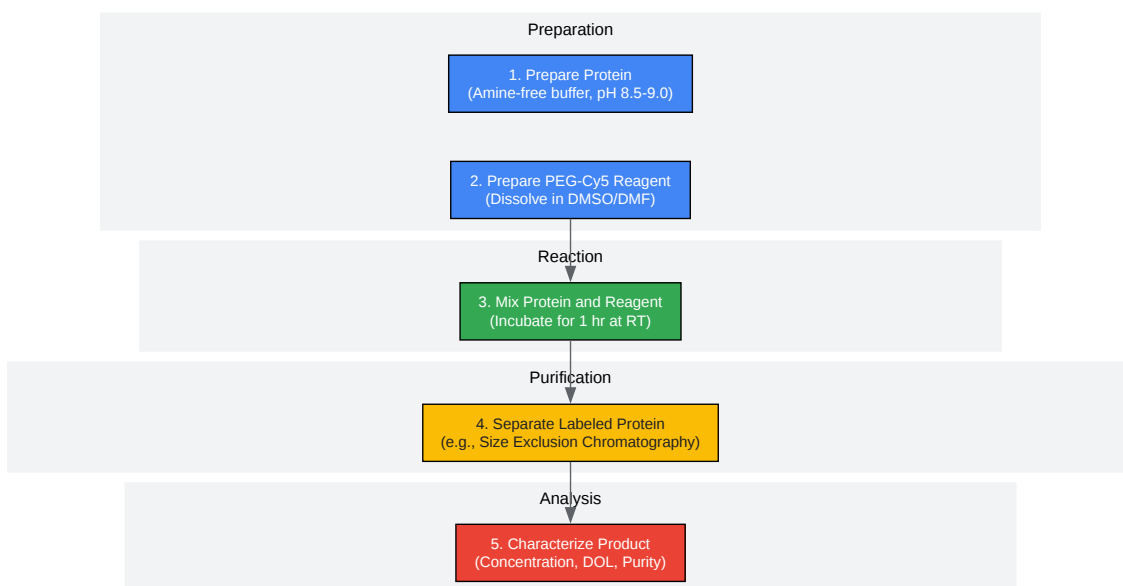 Preparation
1. Prepare Protein
(Amine-free buffer, pH 8.5-9.0)
2. Prepare PEG-Cy5 Reagent
(Dissolve in DMSO/DMF)
Reaction
3. Mix Protein and Reagent
(Incubate for 1 hr at RT)
Purification
4. Separate Labeled Protein
(e.g., Size Exclusion Chromatography)
Analysis
5. Characterize Product
(Concentration, DOL, Purity)